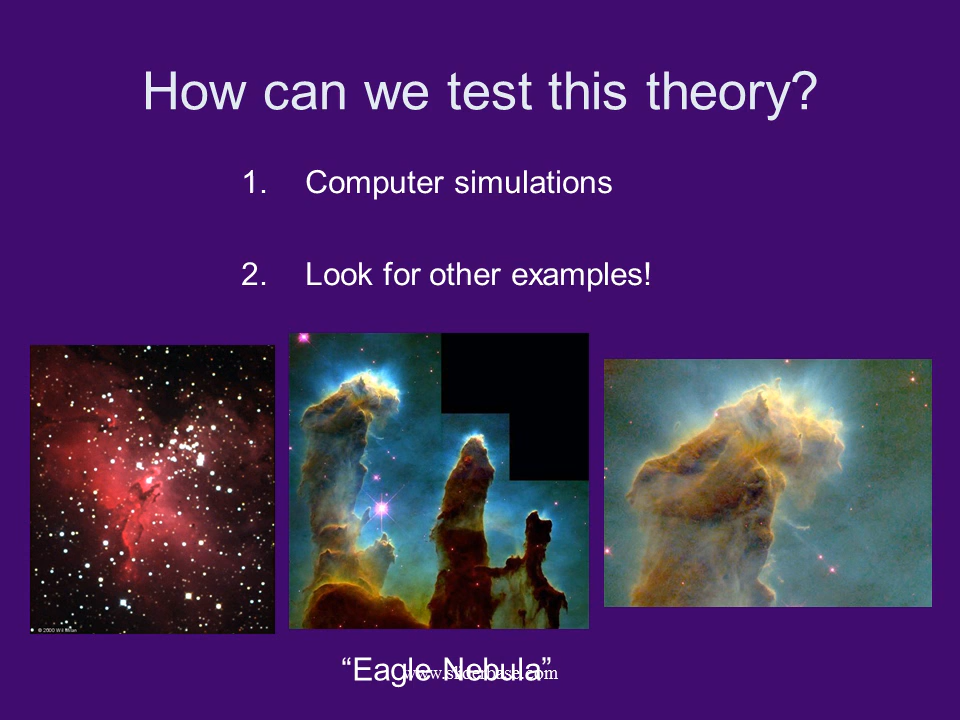 How can we test this theory?
1. Computer simulations
2. Look for other examples!
“Eagle Nebula”